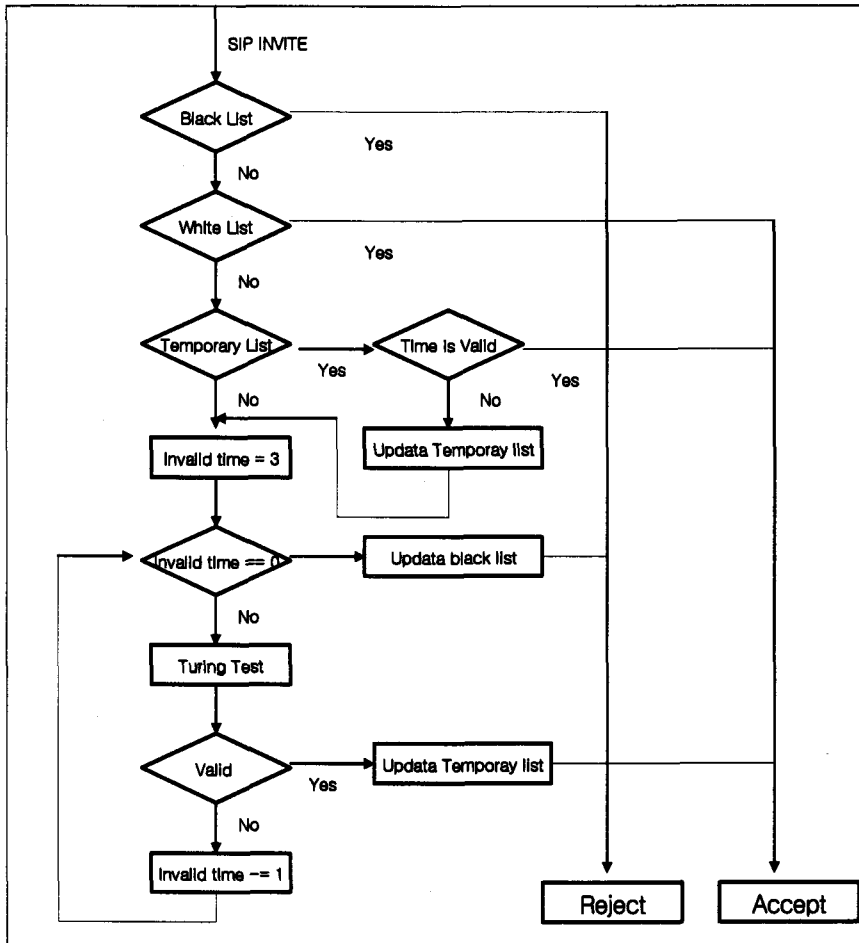 SIP INVITE
Black List
Yes
No
White List
Yes
No
Temporary List
Time is Valid
Yes
Yes
No
No
Invalid time = 3
Updata Temporay list
Invalid time == 0
Updata black list
No
Turing Test
Valid
Updata Temporay list
Yes
No
Invalid time -= 1
Reject
Accept